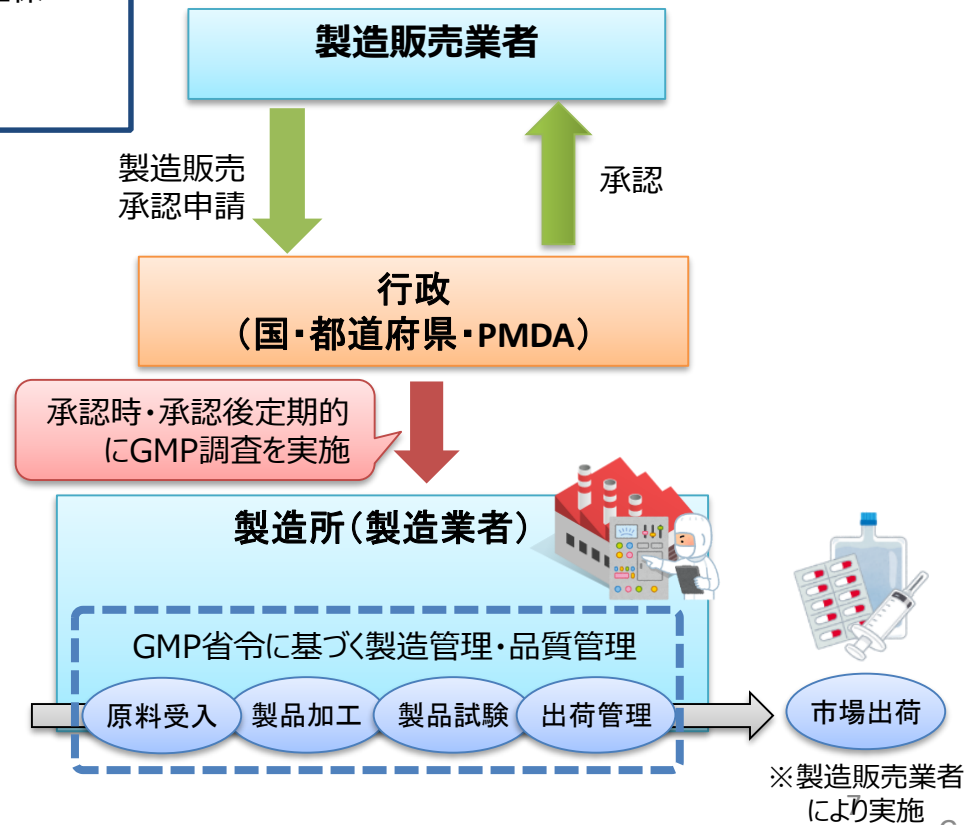 製造販売業者
製造販売
承認申請
承認
行政
（国・都道府県・PMDA）
承認時・承認後定期的
にGMP調査を実施
製造所（製造業者）
GMP省令に基づく製造管理・品質管理
原料受入
製品加工
製品試験
出荷管理
市場出荷
※製造販売業者
により実施
7